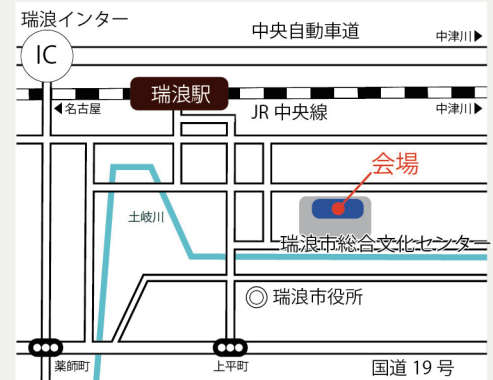 瑞浪インター
中央自動車道
中津川▶
IC
瑞浪駅
◀名古屋
JR 中央線
中津川▶
会場
土岐川
瑞浪市総合文化センター
◎ 瑞浪市役所
薬師町
上平町
国道 19 号